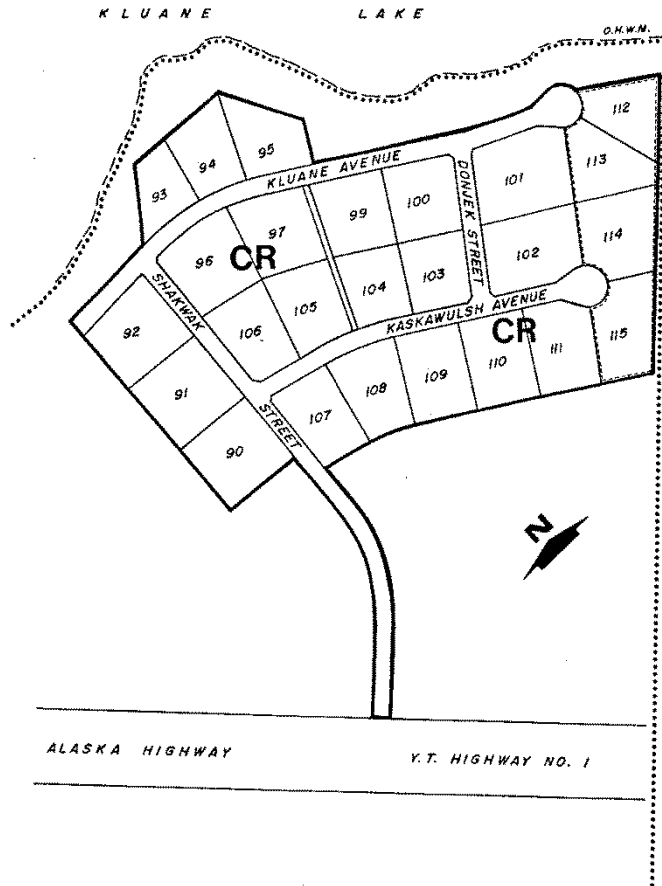 KLUANE LAKE
O.H.W.M.
112
95
94
93
KLUANE AVENUE
113
101
100
99
DONJEK STREET
97
96
CR
114
102
103
104
105
SHAKWAK
STREET
KASKAWULSH AVENUE
CR
92
106
115
111
110
109
108
107
91
90
N
ALASKA HIGHWAY Y.T. HIGHWAY NO. 1